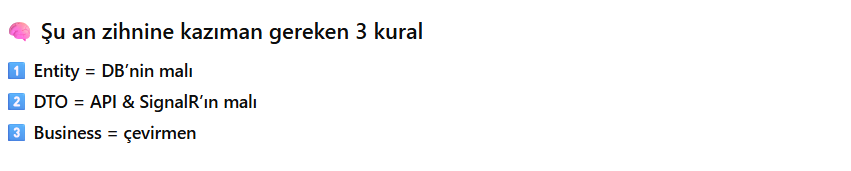 🧠 Şu an zihnine kazıman gereken 3 kural
1️⃣ Entity = DB’nin malı
2️⃣ DTO = API & SignalR’ın malı
3️⃣ Business = çevirmen